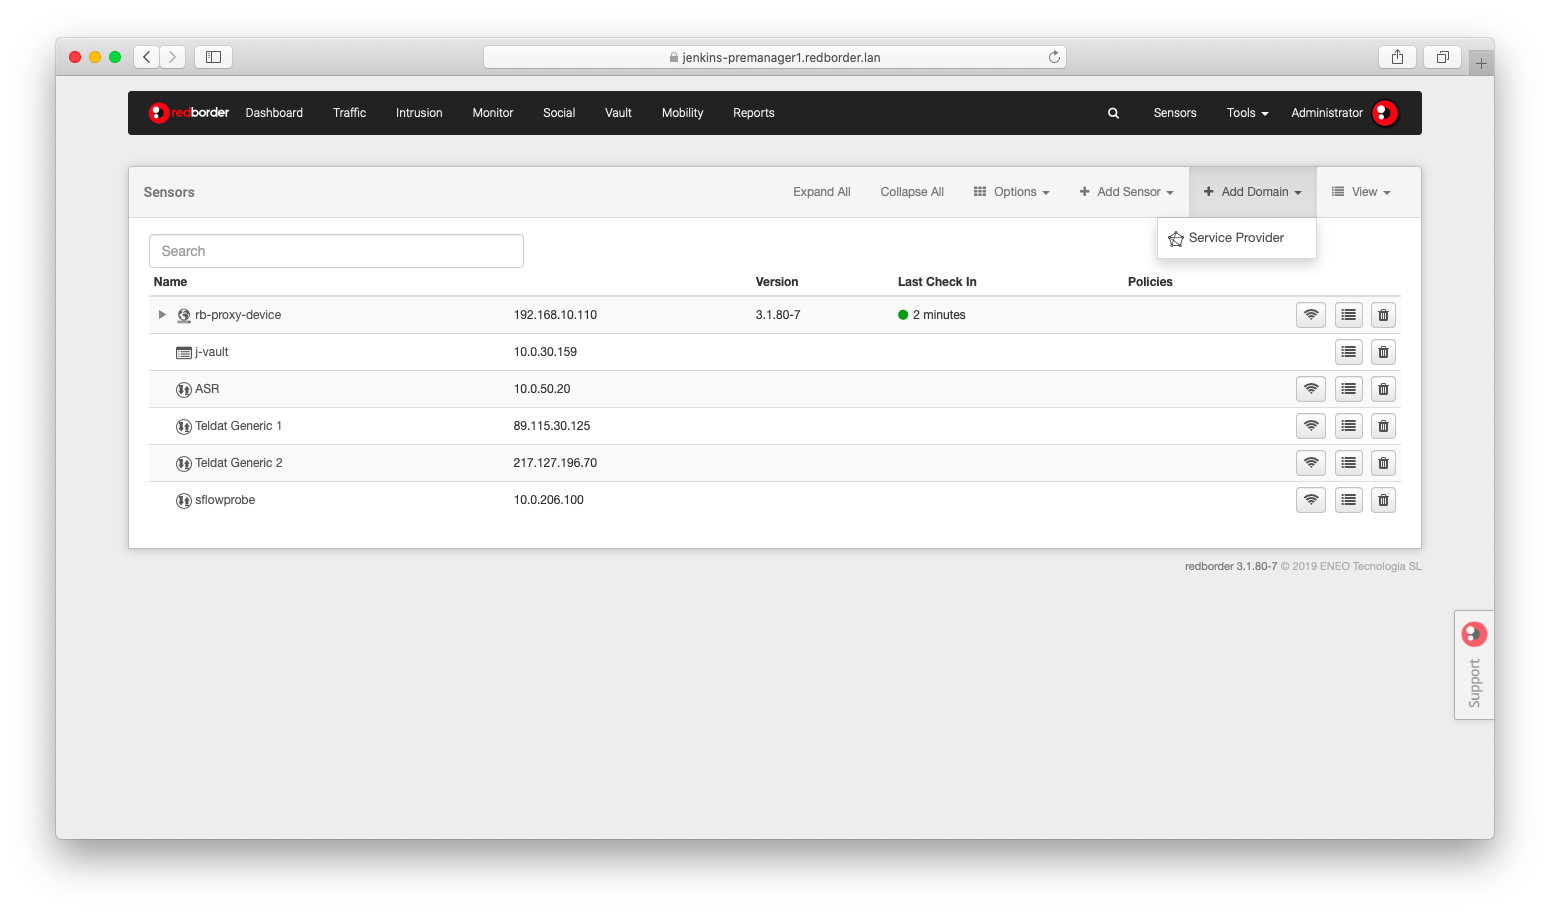 jenkins-premanager1.redborder.lan
redborder Dashboard Traffic Intrusion Monitor Social Vault Mobility Reports Sensors Tools Administrator
Sensors Expand All Collapse All Options Add Sensor Add Domain View
Service Provider
Search
Name Version Last Check In Policies
rb-proxy-device 192.168.10.110 3.1.80-7 2 minutes
j-vault 10.0.30.159
ASR 10.0.50.20
Teldat Generic 1 89.115.30.125
Teldat Generic 2 217.127.196.70
sflowprobe 10.0.206.100
redborder 3.1.80-7 © 2019 ENEO Tecnologia SL
Support